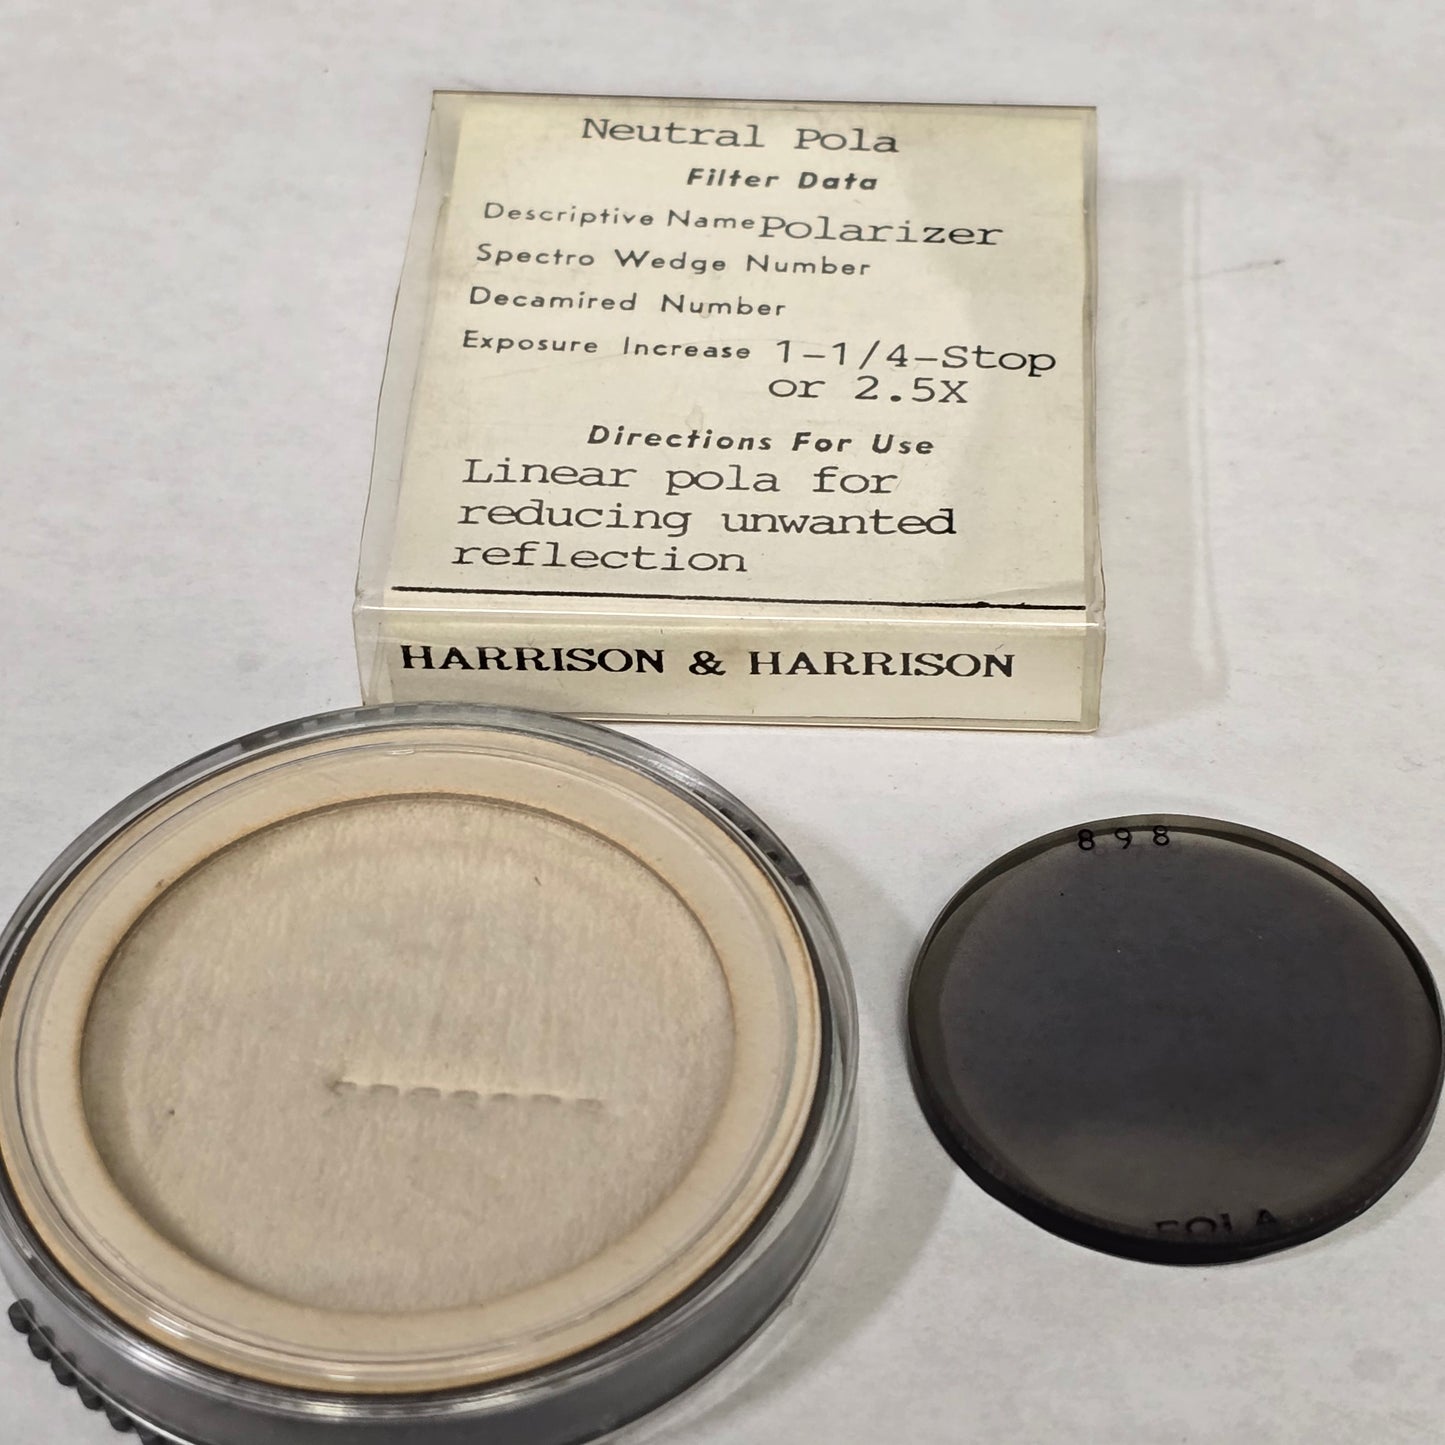 Neutral Pola
Filter Data
Descriptive Name Polarizer
Spectro Wedge Number
Decamired Number
Exposure Increase 1-1/4-Stop
or 2.5X
Directions For Use
Linear pola for
reducing unwanted
reflection
HARRISON & HARRISON
898
POLA